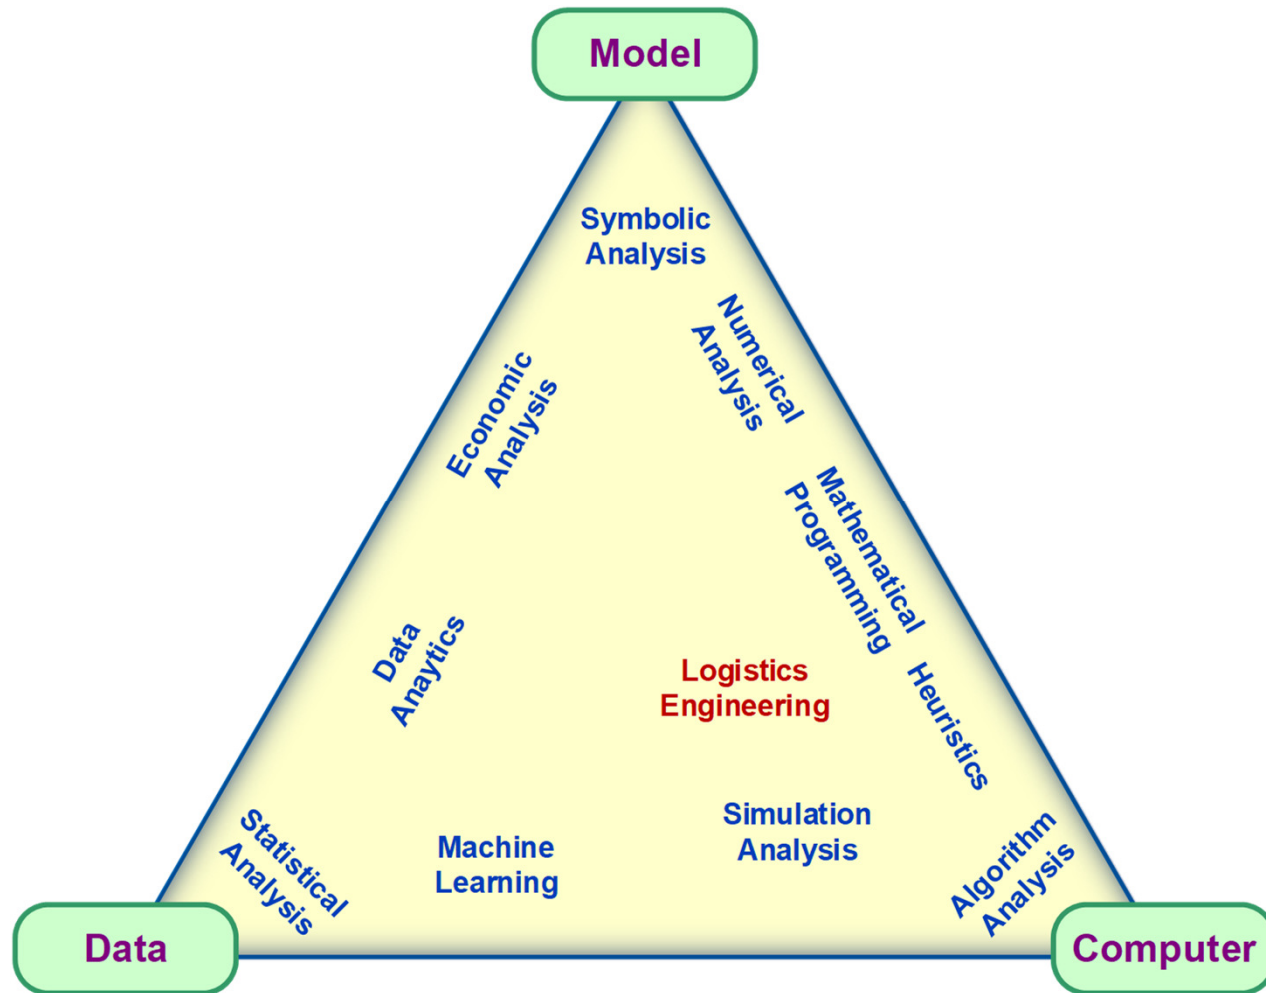 Model
Symbolic
Analysis
Numerical
Analysis
Economic
Analysis
Mathematical
Programming
Data
Anaytics
Logistics
Engineering
Heuristics
Simulation
Analysis
Statistical
Analysis
Machine
Learning
Algorithm
Analysis
Data
Computer